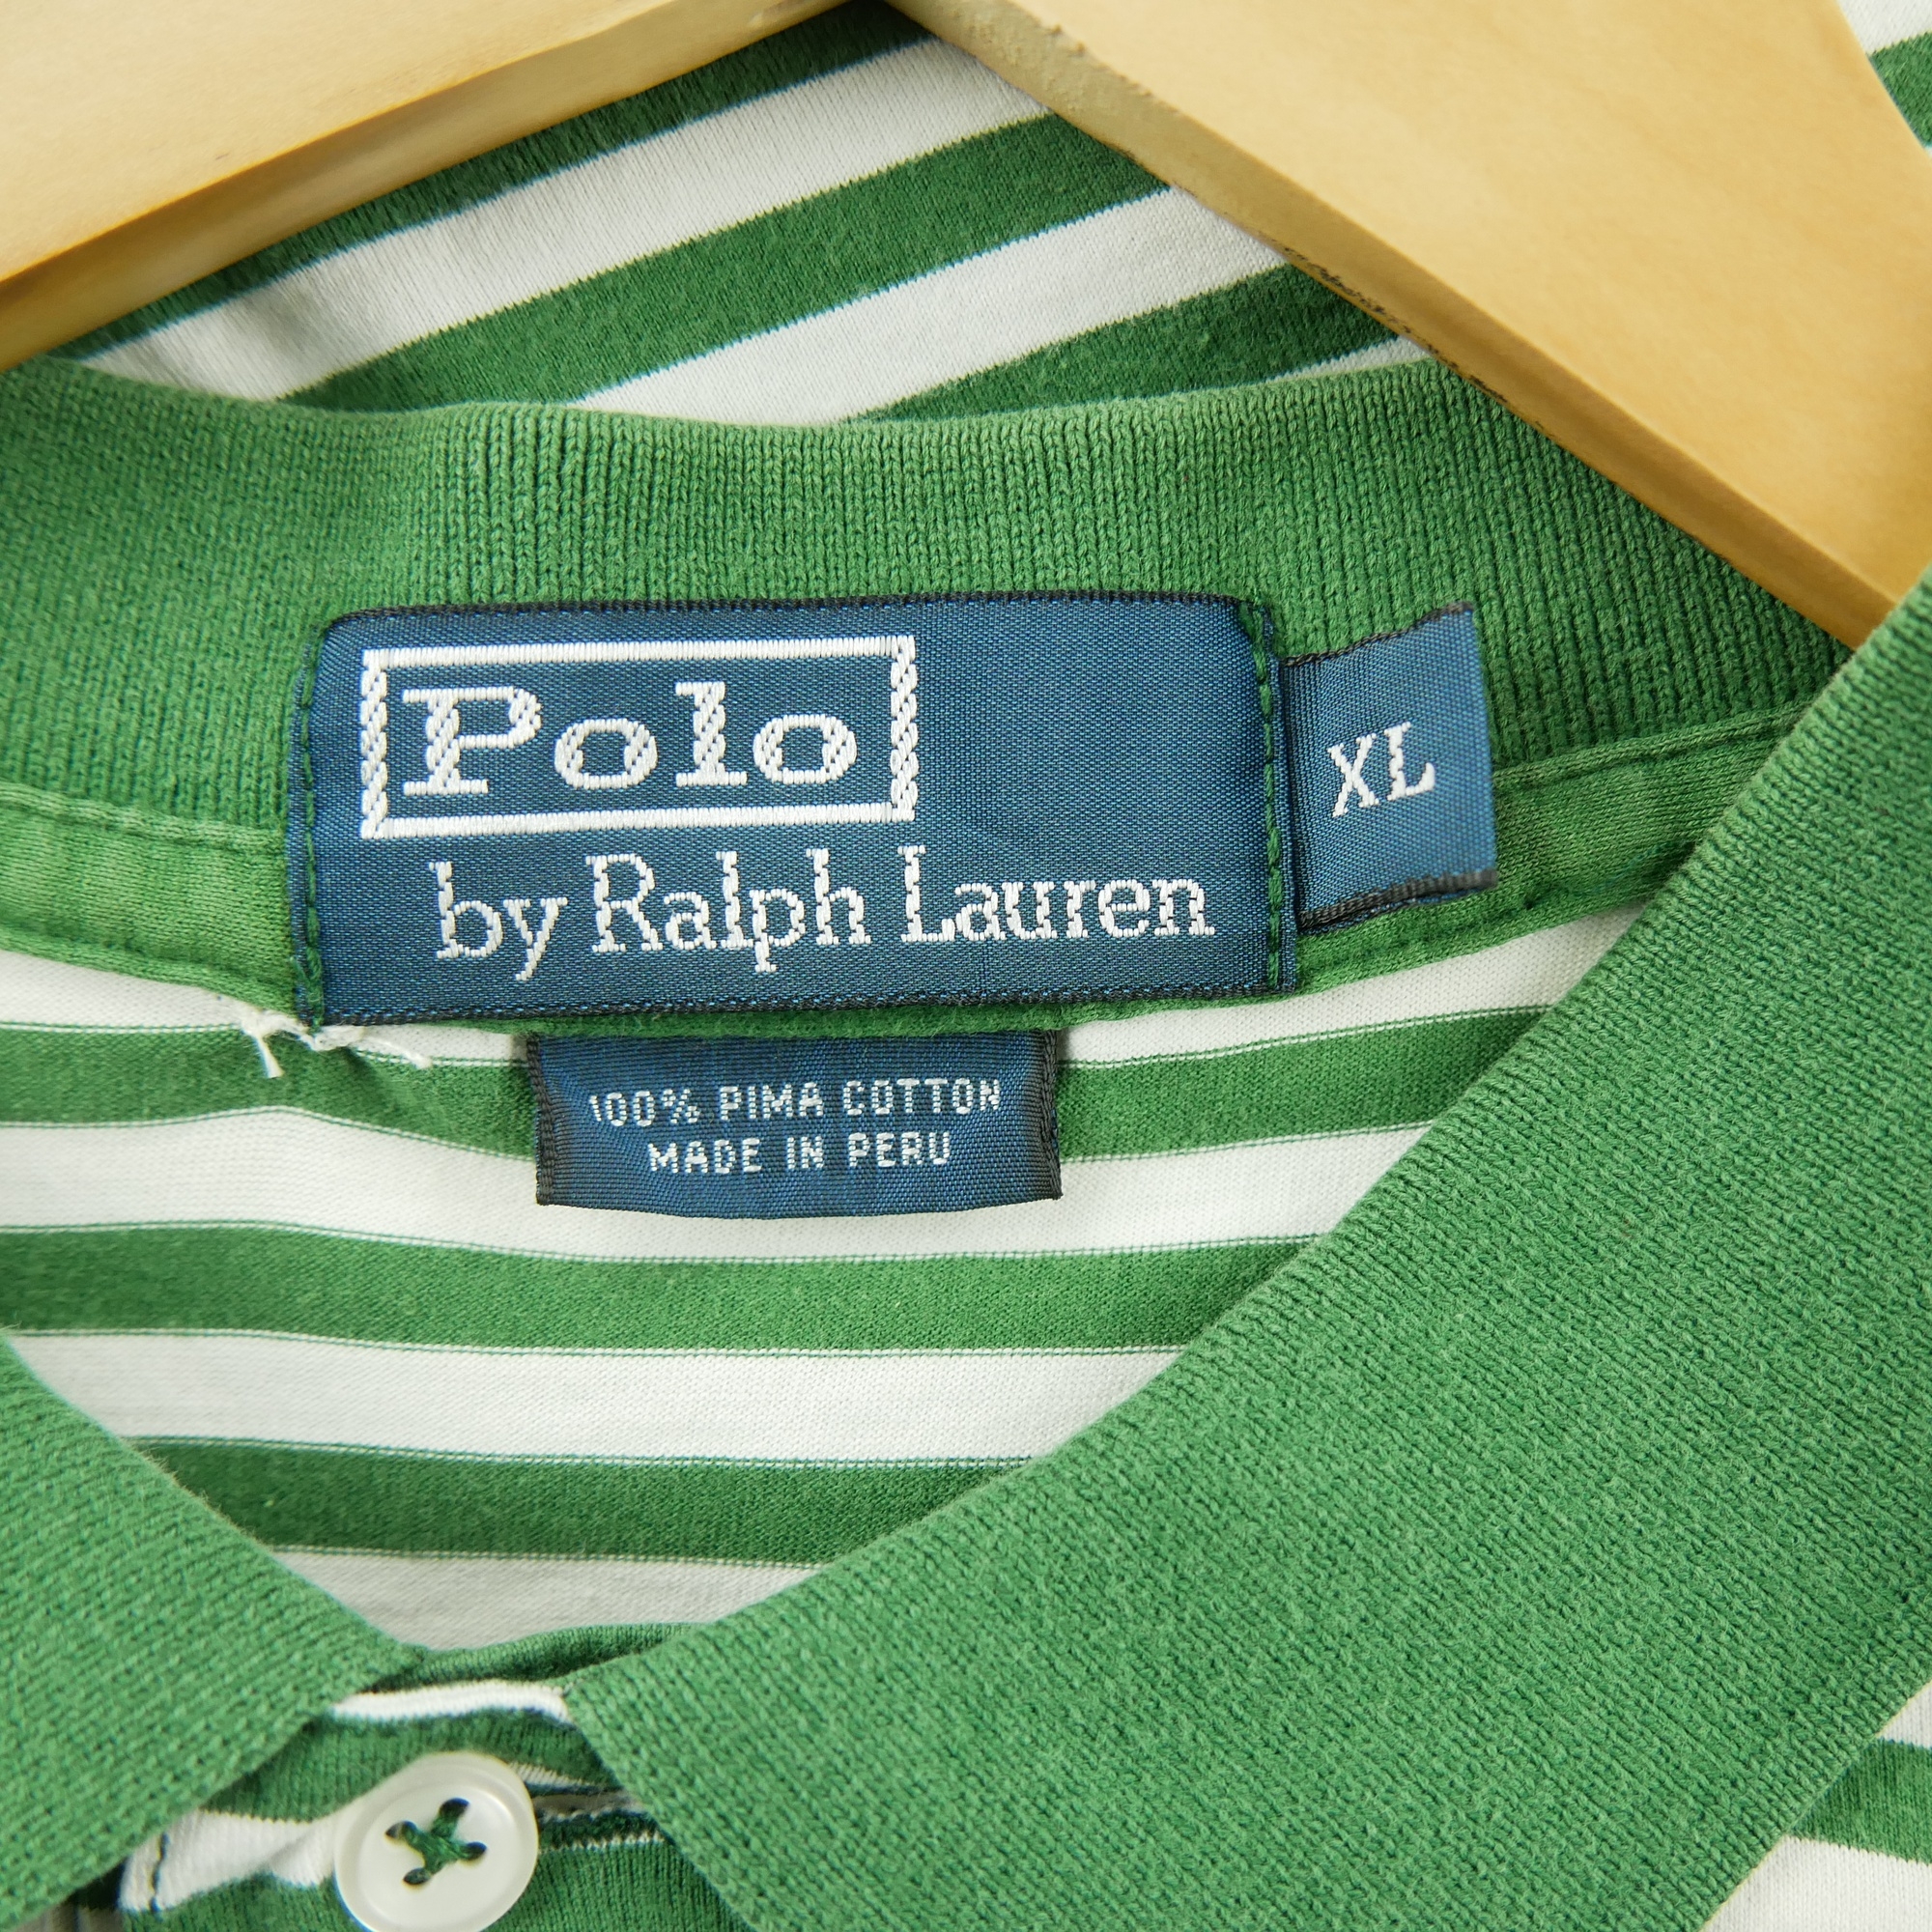 Polo
by Ralph Lauren
XL
100% PIMA COTTON
MADE IN PERU